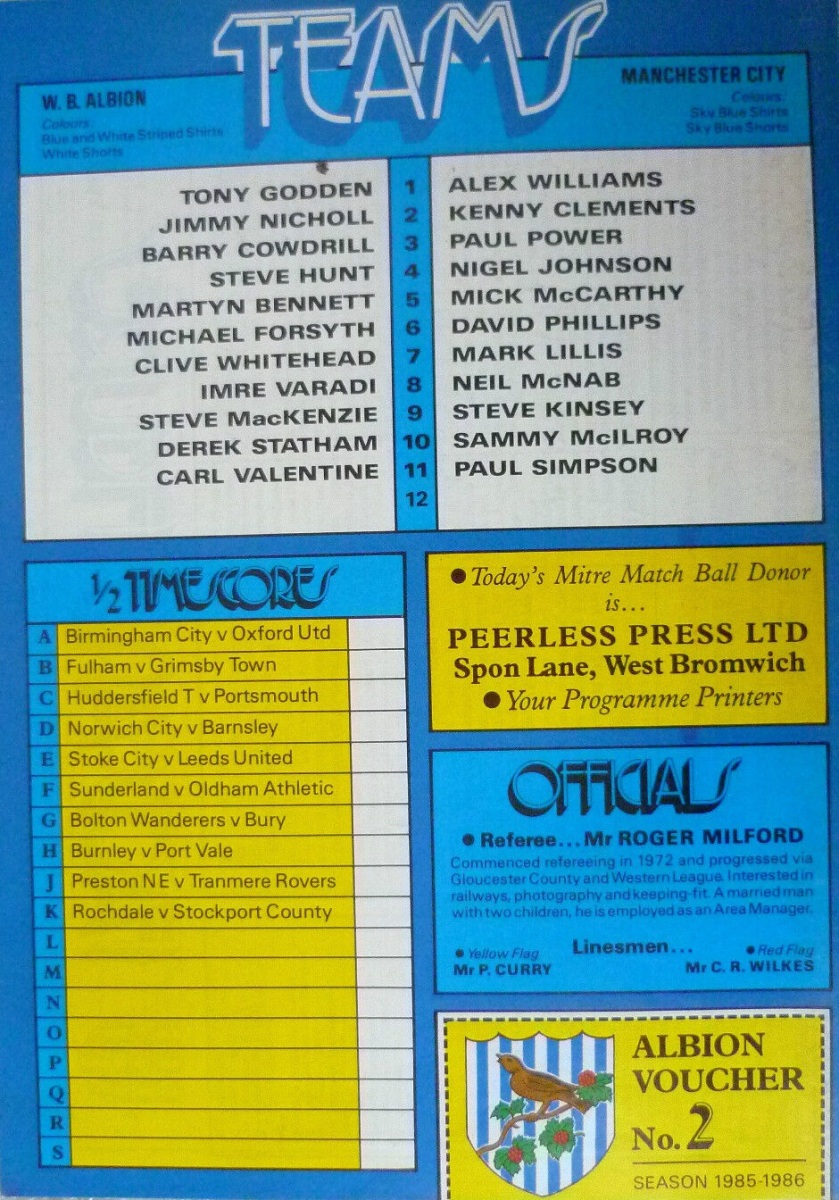 TEAMS
W. B. ALBION
Colours:
Blue and White Striped Shirts
White Shorts
MANCHESTER CITY
Colours:
Sky Blue Shirts
Sky Blue Shorts
TONY GODDEN 1 ALEX WILLIAMS
JIMMY NICHOLL 2 KENNY CLEMENTS
BARRY COWDRILL 3 PAUL POWER
STEVE HUNT 4 NIGEL JOHNSON
MARTYN BENNETT 5 MICK McCARTHY
MICHAEL FORSYTH 6 DAVID PHILLIPS
CLIVE WHITEHEAD 7 MARK LILLIS
IMRE VARADI 8 NEIL McNAB
STEVE MacKENZIE 9 STEVE KINSEY
DEREK STATHAM 10 SAMMY McILROY
CARL VALENTINE 11 PAUL SIMPSON
12
½ TIME SCORES
A Birmingham City v Oxford Utd
B Fulham v Grimsby Town
C Huddersfield T v Portsmouth
D Norwich City v Barnsley
E Stoke City v Leeds United
F Sunderland v Oldham Athletic
G Bolton Wanderers v Bury
H Burnley v Port Vale
J Preston N E v Tranmere Rovers
K Rochdale v Stockport County
L
M
N
O
P
Q
R
S
● Today's Mitre Match Ball Donor
is...
PEERLESS PRESS LTD
Spon Lane, West Bromwich
● Your Programme Printers
OFFICIALS
● Referee... Mr ROGER MILFORD
Commenced refereeing in 1972 and progressed via
Gloucester County and Western League. Interested in
railways, photography and keeping-fit. A married man
with two children, he is employed as an Area Manager.
Linesmen...
● Yellow Flag
Mr P. CURRY
● Red Flag
Mr C. R. WILKES
ALBION
VOUCHER
No. 2
SEASON 1985-1986